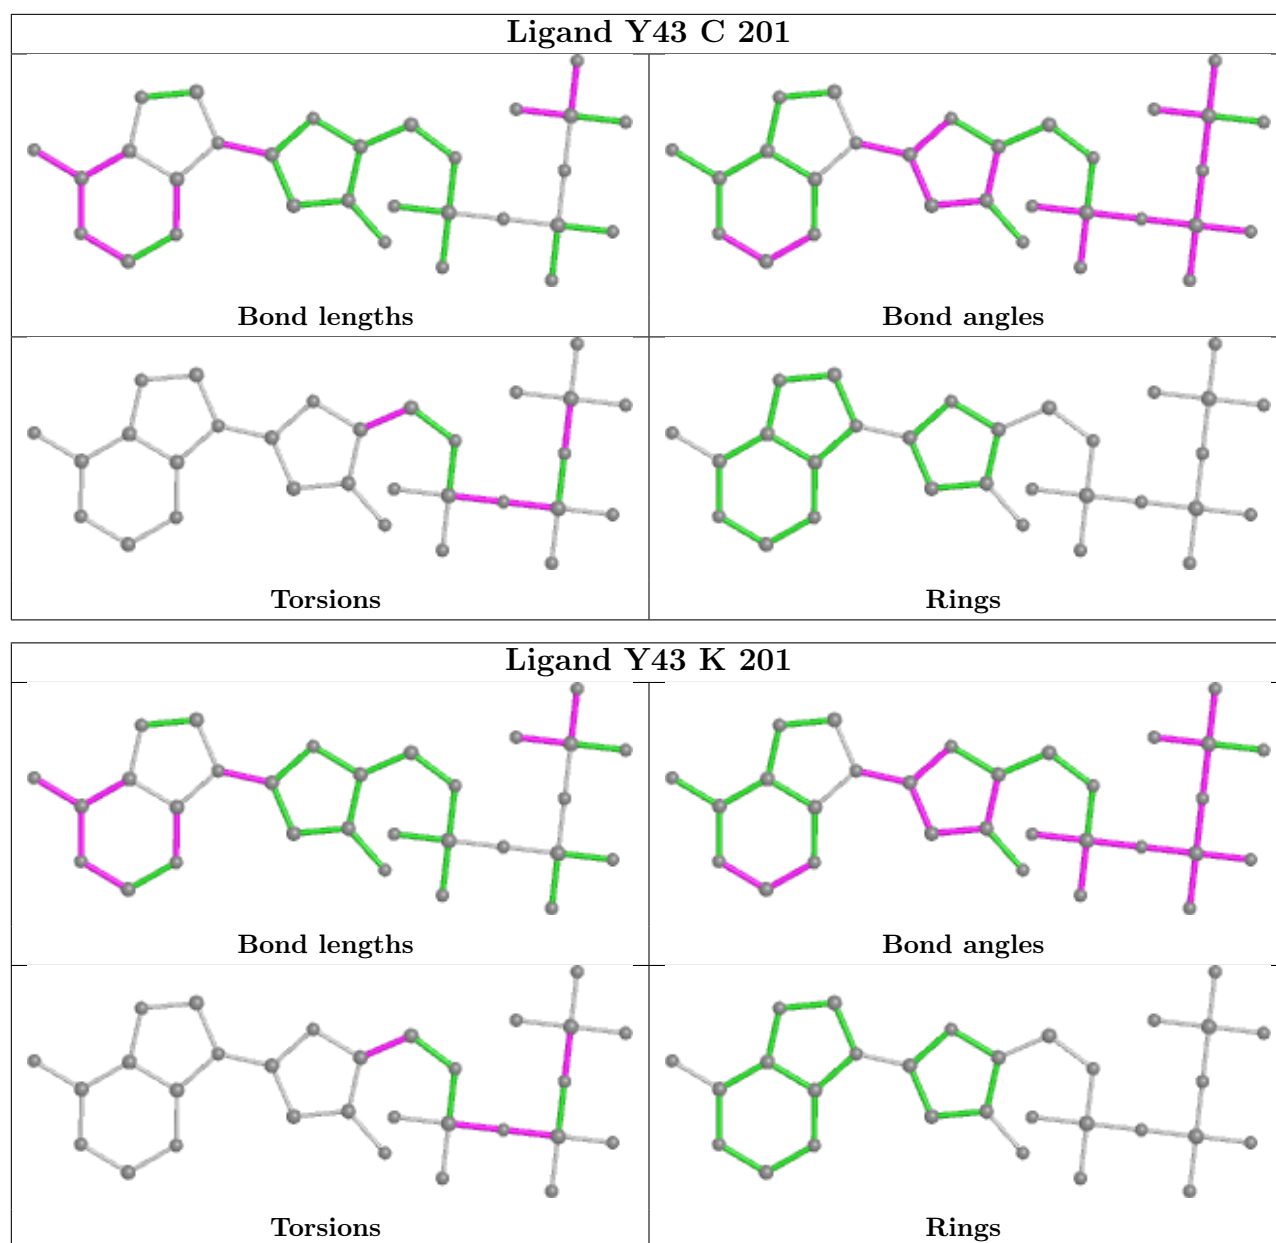 Ligand Y43 C 201
Bond lengths
Bond angles
Torsions
Rings
Ligand Y43 K 201
Bond lengths
Bond angles
Torsions
Rings